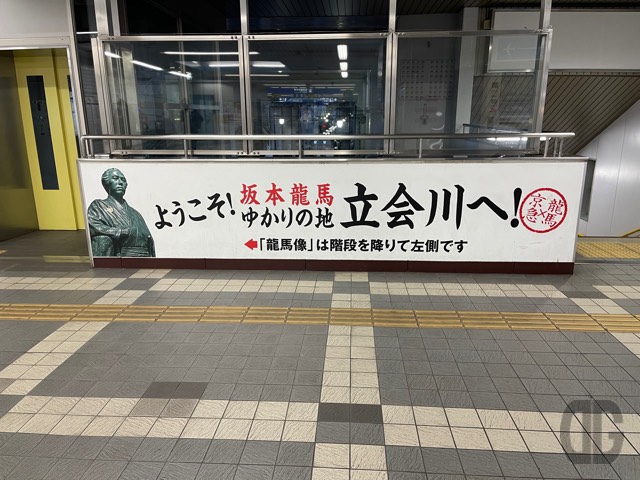 ようこそ!
坂本龍馬
ゆかりの地
立会川へ!
龍馬
×
京急
←「龍馬像」は階段を降りて左側です
DG